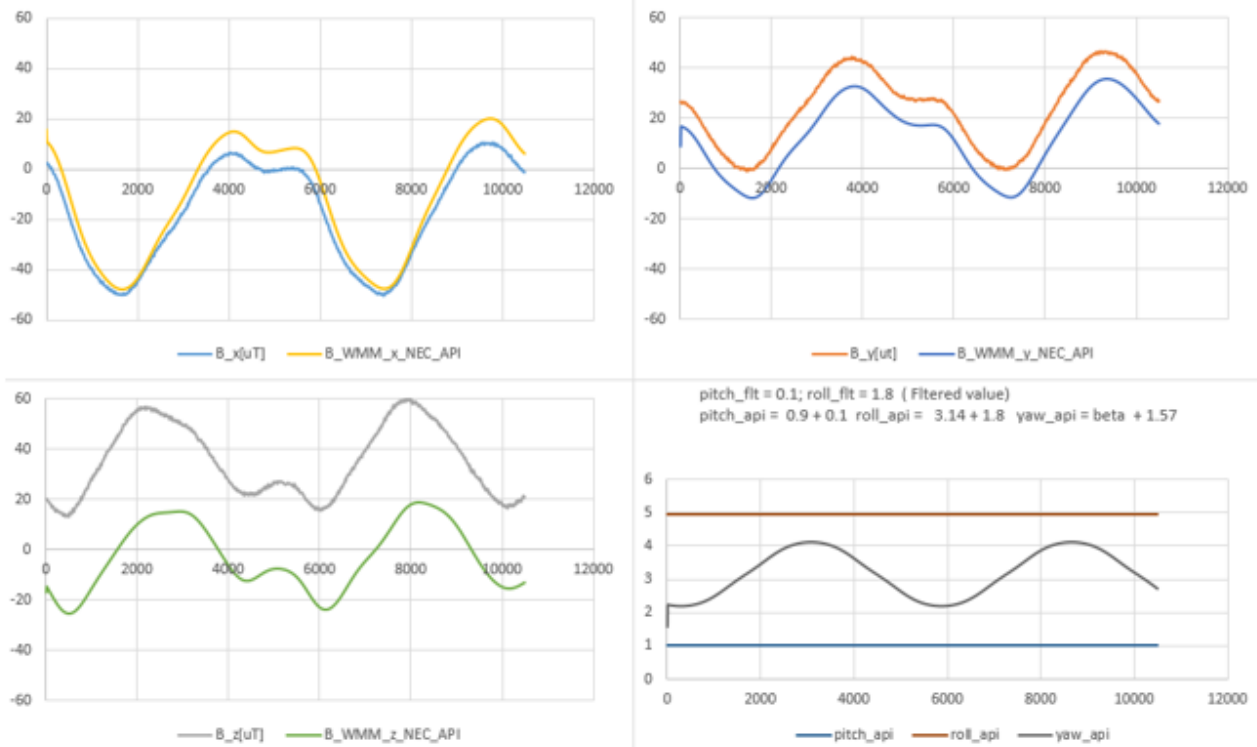 60
40
20
0
-20
-40
-60
0 2000 4000 6000 8000 10000 12000
B_x[uT] B_WMM_x_NEC_API
60
40
20
0
-20
-40
-60
0 2000 4000 6000 8000 10000 12000
B_y[ut] B_WMM_y_NEC_API
60
40
20
0
-20
-40
-60
0 2000 4000 6000 8000 10000 12000
B_z[uT] B_WMM_z_NEC_API
pitch_flt = 0.1; roll_flt = 1.8 ( Fltered value)
pitch_api = 0.9 + 0.1 roll_api = 3.14 + 1.8 yaw_api = beta + 1.57
6
5
4
3
2
1
0
0 2000 4000 6000 8000 10000 12000
pitch_api roll_api yaw_api